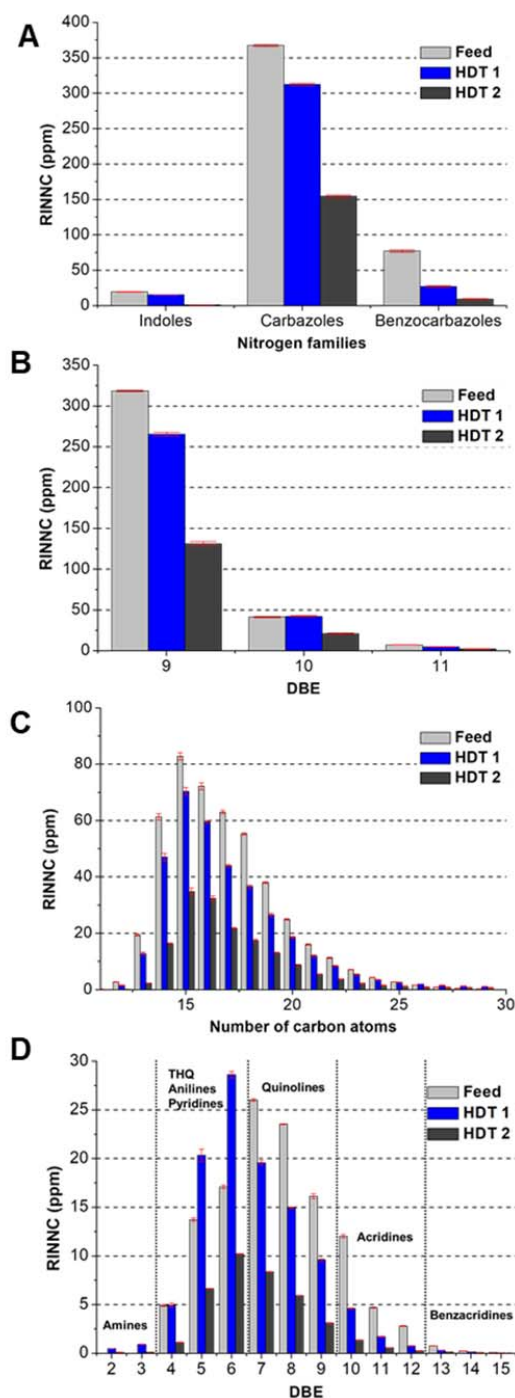 A
RINNC (ppm)
400
350
300
250
200
150
100
50
0
Feed
HDT 1
HDT 2
Indoles Carbazoles Benzocarbazoles
Nitrogen families
B
RINNC (ppm)
350
300
250
200
150
100
50
0
Feed
HDT 1
HDT 2
9 10 11
DBE
C
RINNC (ppm)
100
80
60
40
20
0
Feed
HDT 1
HDT 2
15 20 25 30
Number of carbon atoms
D
RINNC (ppm)
30
25
20
15
10
5
0
THQ
Anilines
Pyridines
Quinolines
Feed
HDT 1
HDT 2
Acridines
Amines
Benzacridines
2 3 4 5 6 7 8 9 10 11 12 13 14 15
DBE